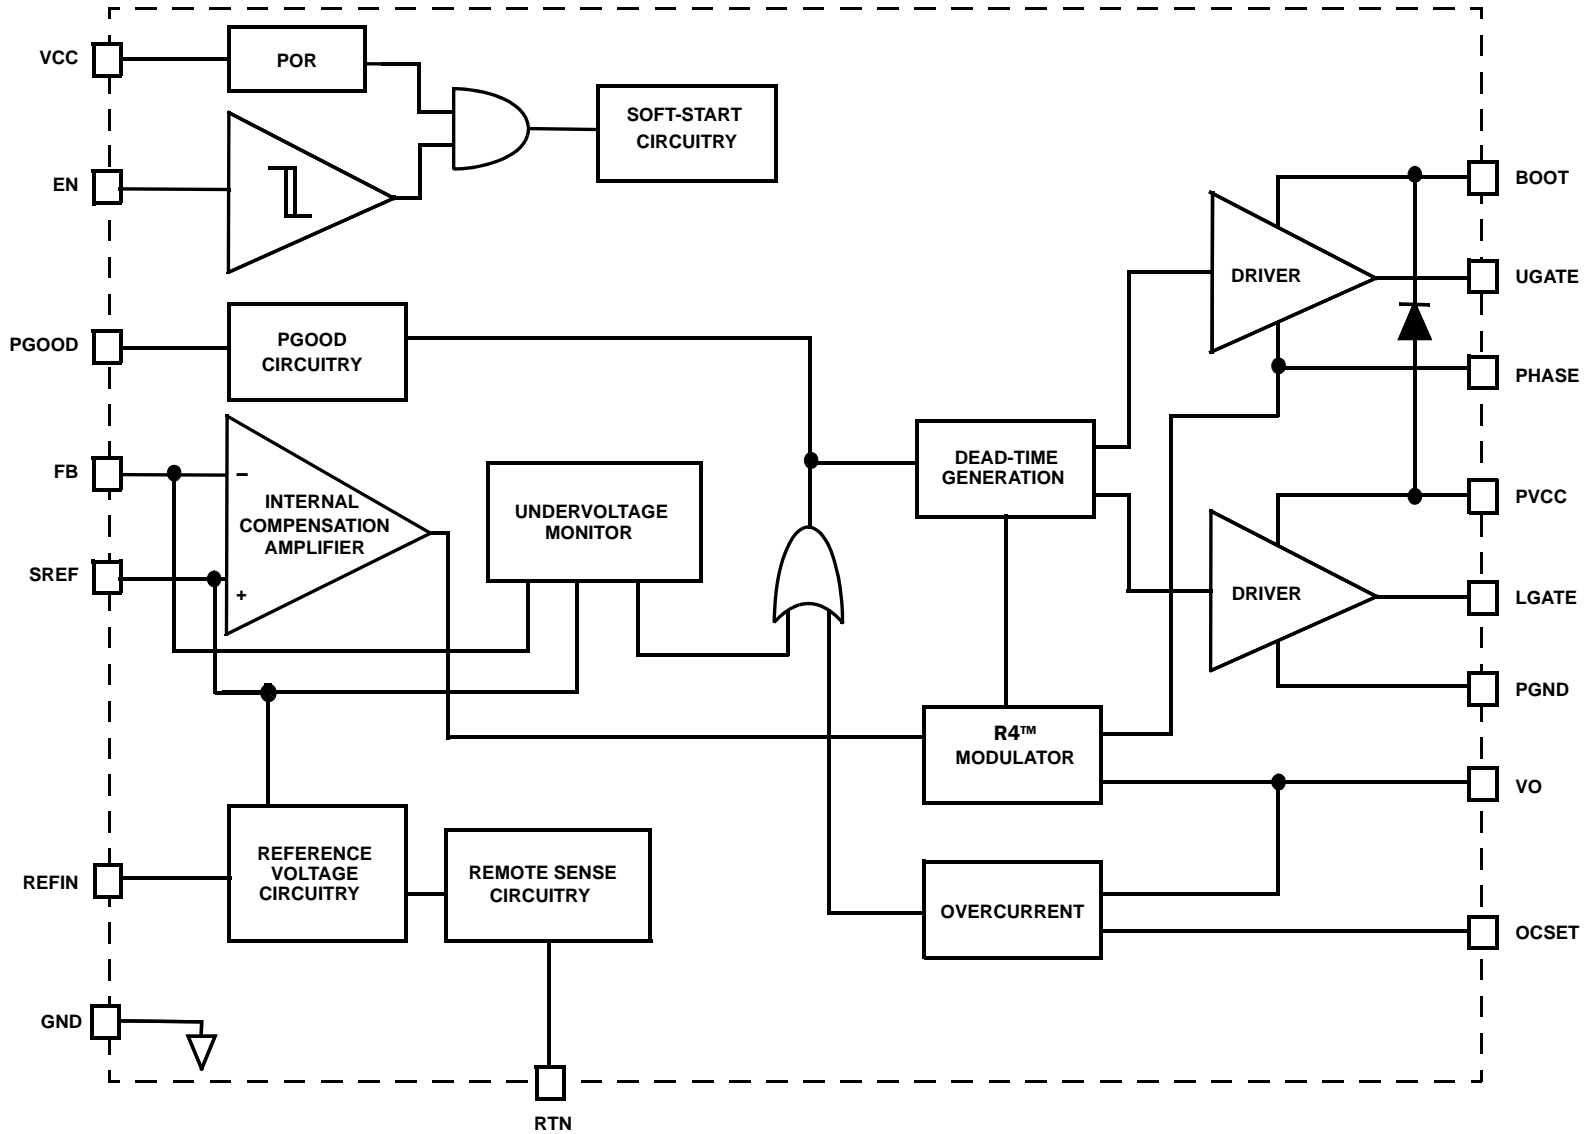 VCC
POR
SOFT-START
CIRCUITRY
EN
BOOT
DRIVER
UGATE
PGOOD
PGOOD
CIRCUITRY
PHASE
FB
−
INTERNAL
COMPENSATION
AMPLIFIER
+
SREF
UNDERVOLTAGE
MONITOR
DEAD-TIME
GENERATION
PVCC
DRIVER
LGATE
PGND
R4™
MODULATOR
VO
REFERENCE
VOLTAGE
CIRCUITRY
REFIN
REMOTE SENSE
CIRCUITRY
OVERCURRENT
OCSET
GND
RTN